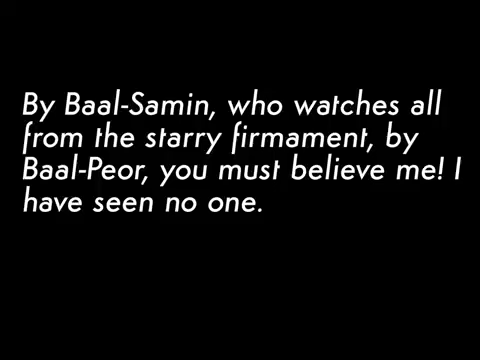 By Baal-Samin, who watches all
from the starry firmament, by
Baal-Peor, you must believe me! I
have seen no one.